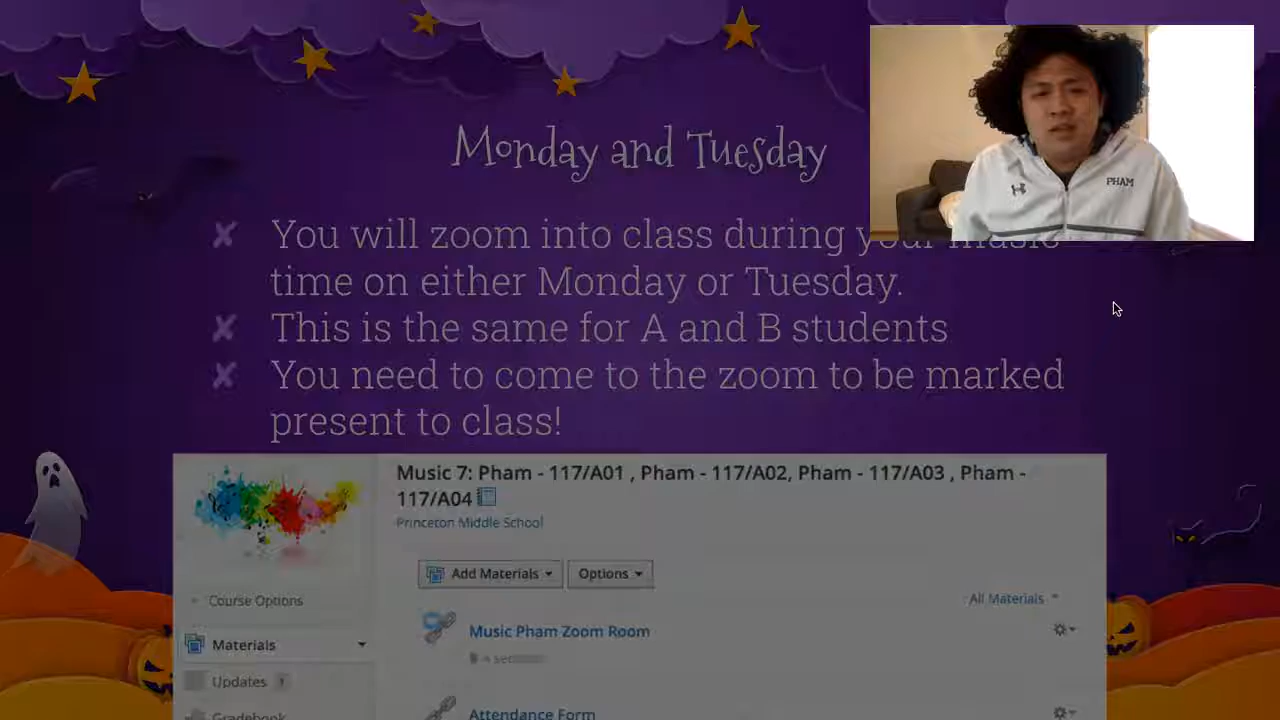 Monday and Tuesday
PHAM
You will zoom into class during your music
time on either Monday or Tuesday.
This is the same for A and B students
You need to come to the zoom to be marked
present to class!
Music 7: Pham - 117/A01 , Pham - 117/A02, Pham - 117/A03 , Pham -
117/A04
Princeton Middle School
Add Materials
Options
Course Options
All Materials
Materials
Music Pham Zoom Room
Updates
Gradebook
Attendance Form